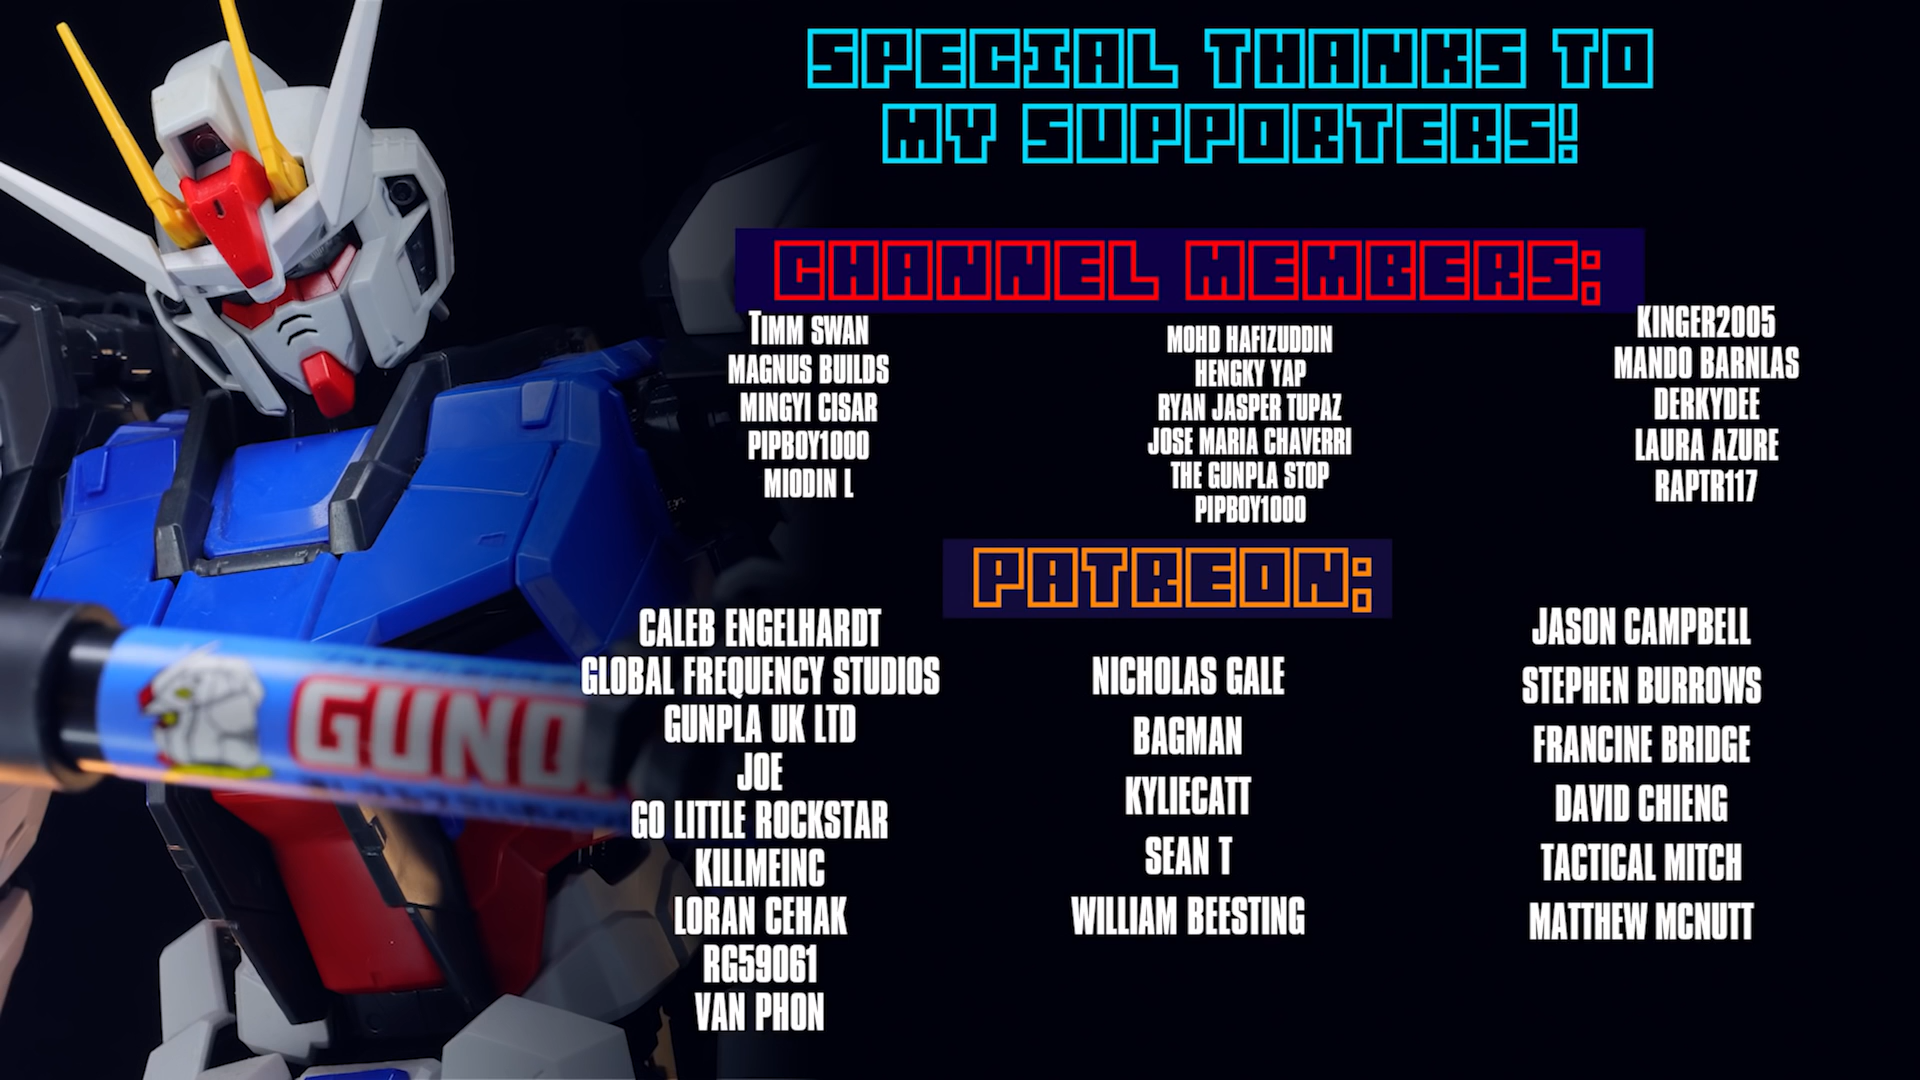 SPECIAL THANKS TO
MY SUPPORTERS!
CHANNEL MEMBERS:
TIMM SWAN
MAGNUS BUILDS
MINGYI CISAR
PIPBOY1000
MIODIN L
MOHD HAFIZUDDIN
HENGKY YAP
RYAN JASPER TUPAZ
JOSE MARIA CHAVERRI
THE GUNPLA STOP
PIPBOY1000
KINGER2005
MANDO BARNLAS
DERKYDEE
LAURA AZURE
RAPTR117
PATREON:
CALEB ENGELHARDT
GLOBAL FREQUENCY STUDIOS
GUNPLA UK LTD
JOE
GO LITTLE ROCKSTAR
KILLMEINC
LORAN CEHAK
RG59061
VAN PHON
NICHOLAS GALE
BAGMAN
KYLIECATT
SEAN T
WILLIAM BEESTING
JASON CAMPBELL
STEPHEN BURROWS
FRANCINE BRIDGE
DAVID CHIENG
TACTICAL MITCH
MATTHEW MCNUTT
GUND